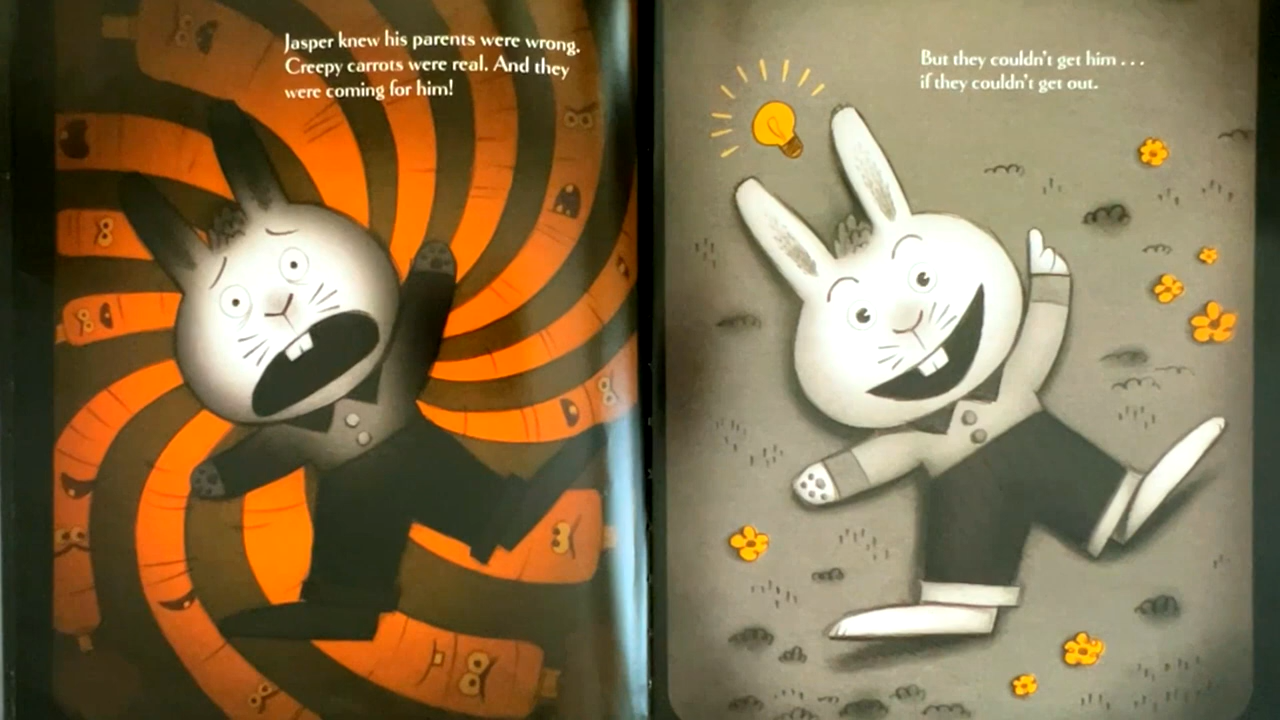 Jasper knew his parents were wrong.
Creepy carrots were real. And they
were coming for him!
But they couldn't get him . . .
if they couldn't get out.